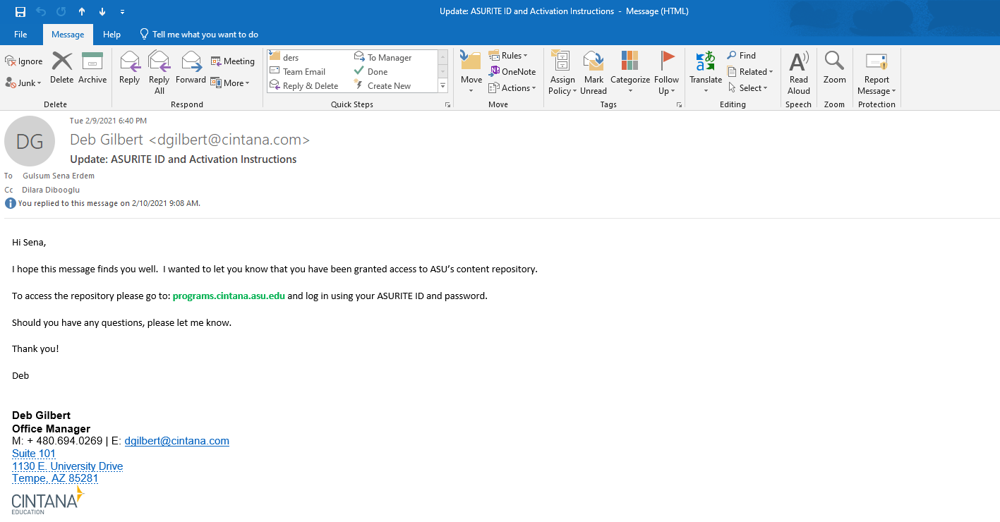 Update: ASURITE ID and Activation Instructions - Message (HTML)
File Message Help Tell me what you want to do
Ignore
Junk
Delete
Archive
Delete
Reply
Reply All
Forward
Meeting
More
Respond
ders
Team Email
Reply & Delete
To Manager
Done
Create New
Quick Steps
Move
Rules
OneNote
Actions
Move
Assign Policy
Mark Unread
Categorize
Follow Up
Tags
Translate
Find
Related
Select
Editing
Read Aloud
Speech
Zoom
Zoom
Report Message
Protection
DG
Tue 2/9/2021 6:40 PM
Deb Gilbert <dgilbert@cintana.com>
Update: ASURITE ID and Activation Instructions
To Gulsum Sena Erdem
Cc Dilara Dibooglu
You replied to this message on 2/10/2021 9:08 AM.
Hi Sena,
I hope this message finds you well. I wanted to let you know that you have been granted access to ASU’s content repository.
To access the repository please go to: programs.cintana.asu.edu and log in using your ASURITE ID and password.
Should you have any questions, please let me know.
Thank you!
Deb
Deb Gilbert
Office Manager
M: + 480.694.0269 | E: dgilbert@cintana.com
Suite 101
1130 E. University Drive
Tempe, AZ 85281
CINTANA
EDUCATION